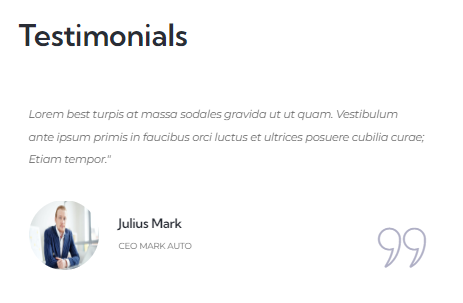 Testimonials
Lorem best turpis at massa sodales gravida ut ut quam. Vestibulum
ante ipsum primis in faucibus orci luctus et ultrices posuere cubilia curae;
Etiam tempor."
Julius Mark
CEO MARK AUTO